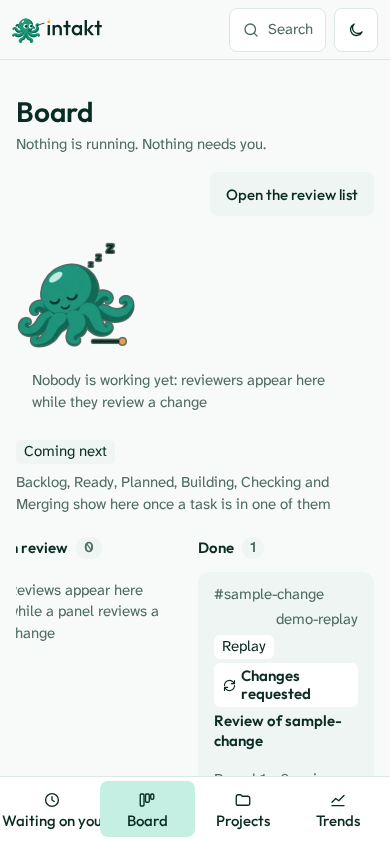 intakt
Search
Board
Nothing is running. Nothing needs you.
Open the review list
z z z
Nobody is working yet: reviewers appear here
while they review a change
Coming next
Backlog, Ready, Planned, Building, Checking and
Merging show here once a task is in one of them
review 0
Done 1
appear here
a panel reviews a
#sample-change
demo-replay
Replay
Changes
requested
Review of sample-
change
Waiting on you
Board
Projects
Trends